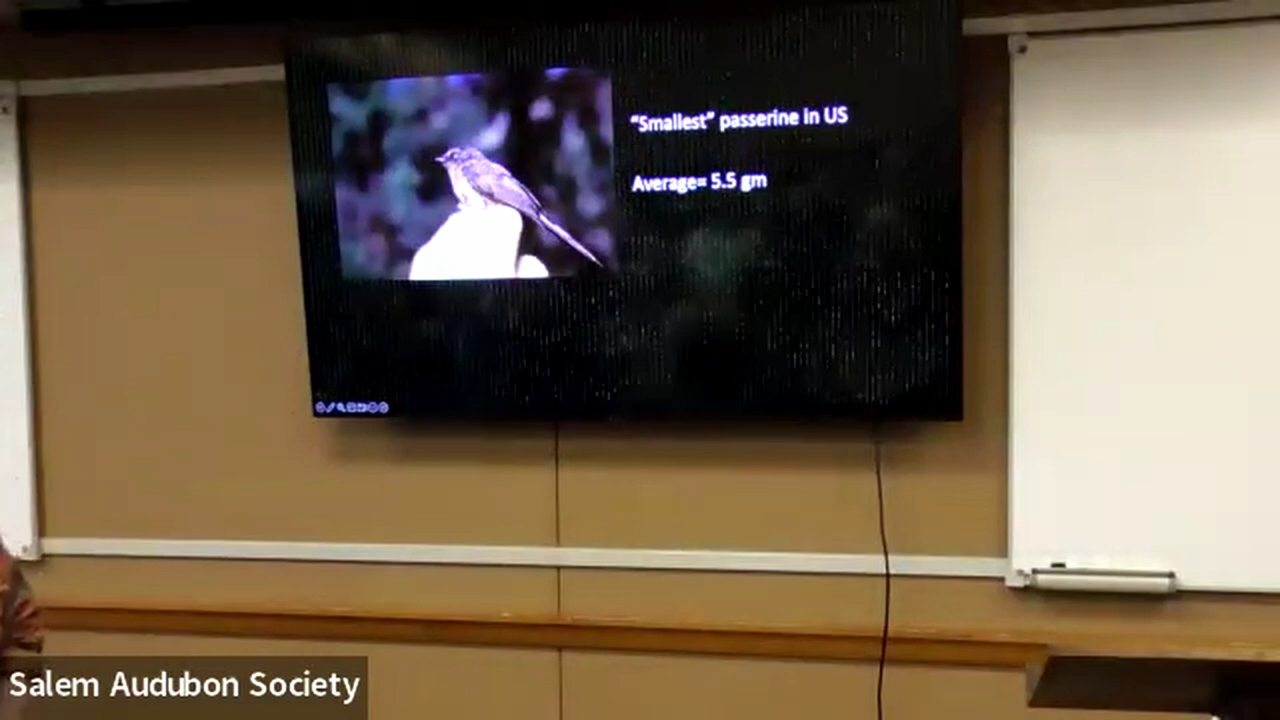 “Smallest” passerine in US
Average= 5.5 gm
Salem Audubon Society